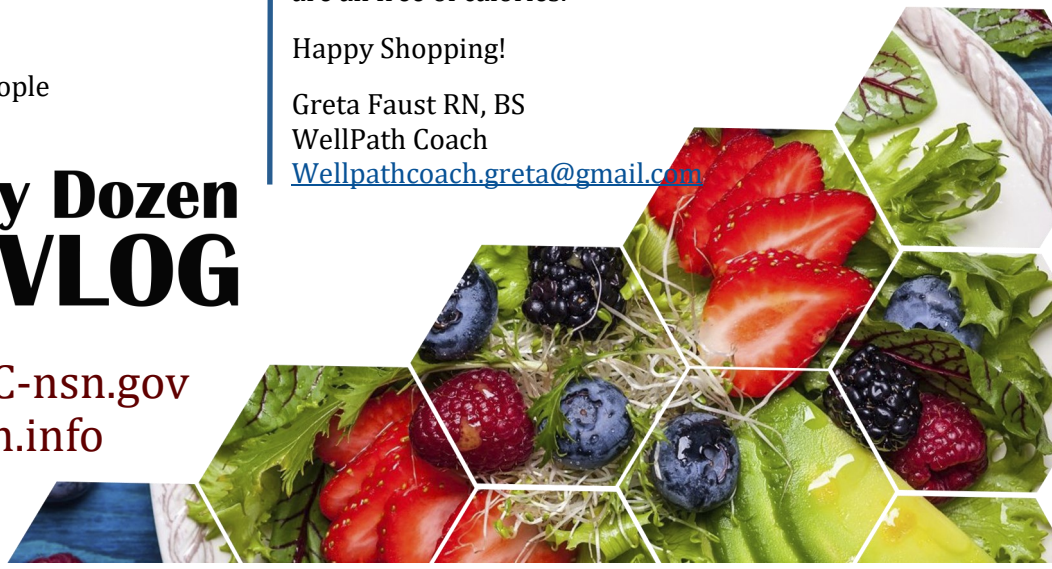 ople
y Dozen
VLOG
C-nsn.gov
n.info
are all free of calories.
Happy Shopping!
Greta Faust RN, BS
WellPath Coach
Wellpathcoach.greta@gmail.com